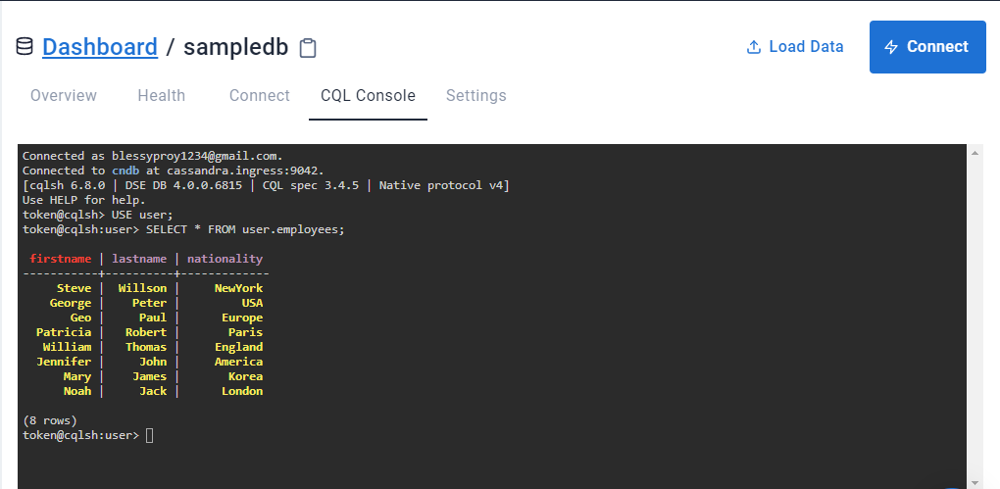 Dashboard / sampledb
Load Data
Connect
Overview Health Connect CQL Console Settings
Connected as blessyproy1234@gmail.com.
Connected to cndb at cassandra.ingress:9042.
[cqlsh 6.8.0 | DSE DB 4.0.0.6815 | CQL spec 3.4.5 | Native protocol v4]
Use HELP for help.
token@cqlsh> USE user;
token@cqlsh:user> SELECT * FROM user.employees;
firstname | lastname | nationality
-----------+----------+-------------
Steve | Willson | NewYork
George | Peter | USA
Geo | Paul | Europe
Patricia | Robert | Paris
William | Thomas | England
Jennifer | John | America
Mary | James | Korea
Noah | Jack | London
(8 rows)
token@cqlsh:user>